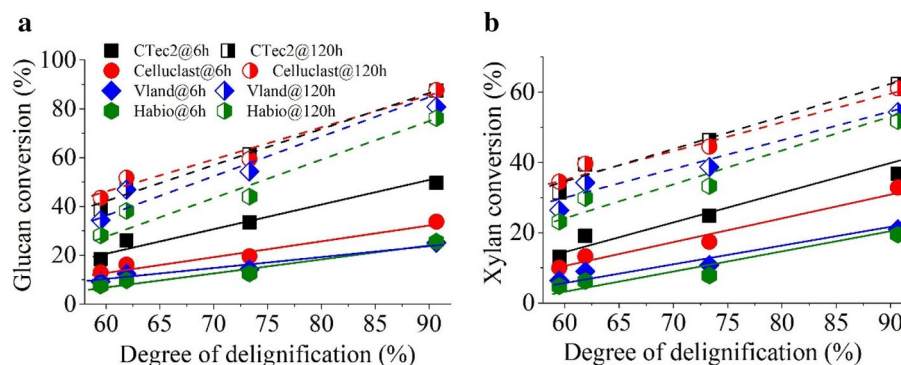 a
Glucan conversion (%)
100
80
60
40
20
0
CTec2@6h CTec2@120h
Celluclast@6h Celluclast@120h
Vland@6h Vland@120h
Habio@6h Habio@120h
60 65 70 75 80 85 90
Degree of delignification (%)
b
Xylan conversion (%)
60
40
20
0
60 65 70 75 80 85 90
Degree of delignification (%)